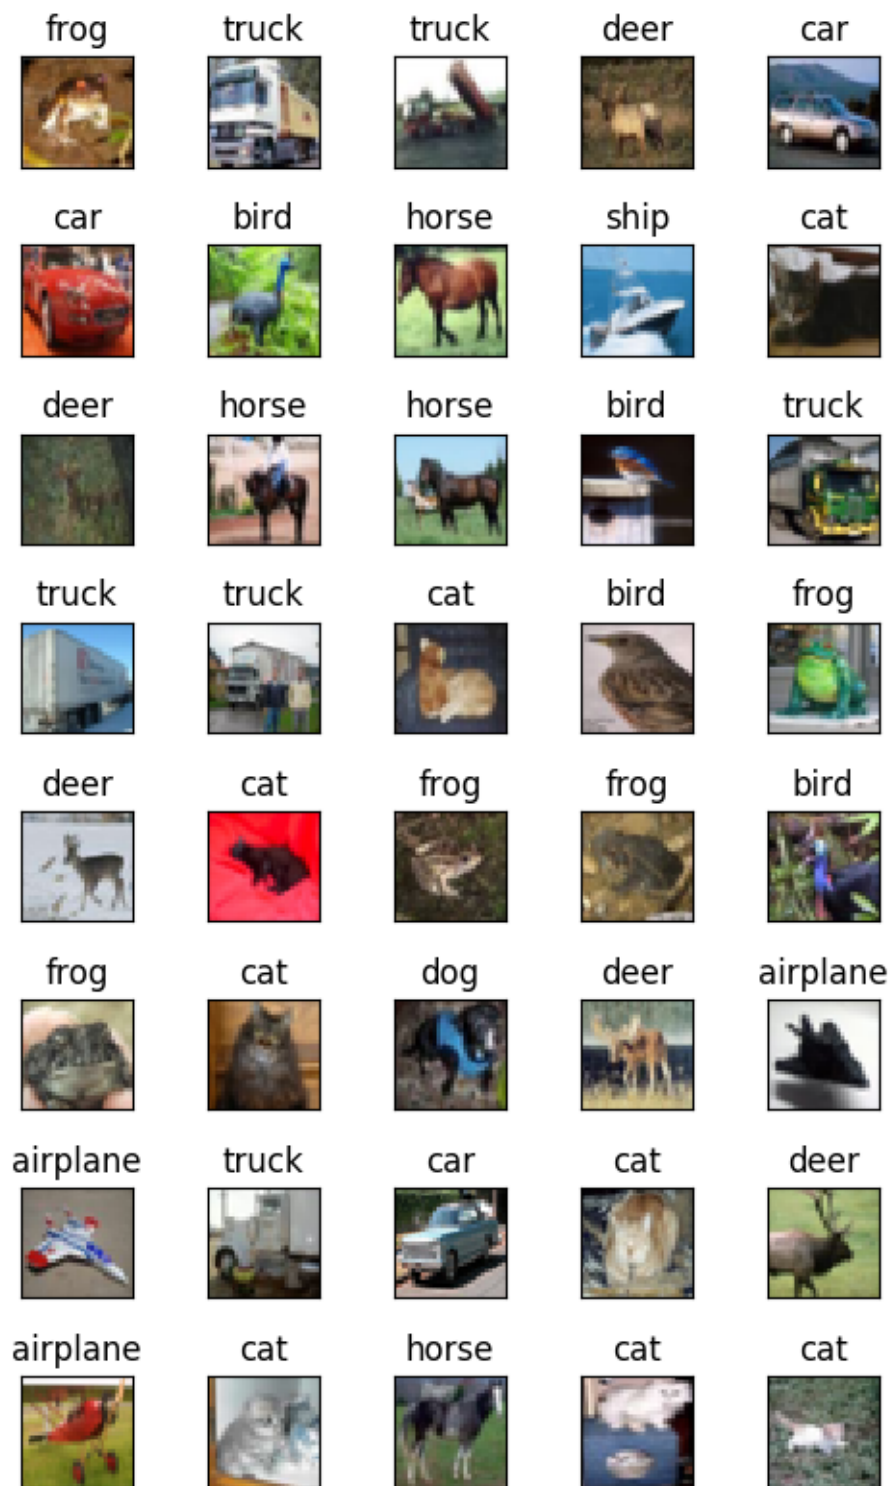 frog truck truck deer car
car bird horse ship cat
deer horse horse bird truck
truck truck cat bird frog
deer cat frog frog bird
frog cat dog deer airplane
airplane truck car cat deer
airplane cat horse cat cat